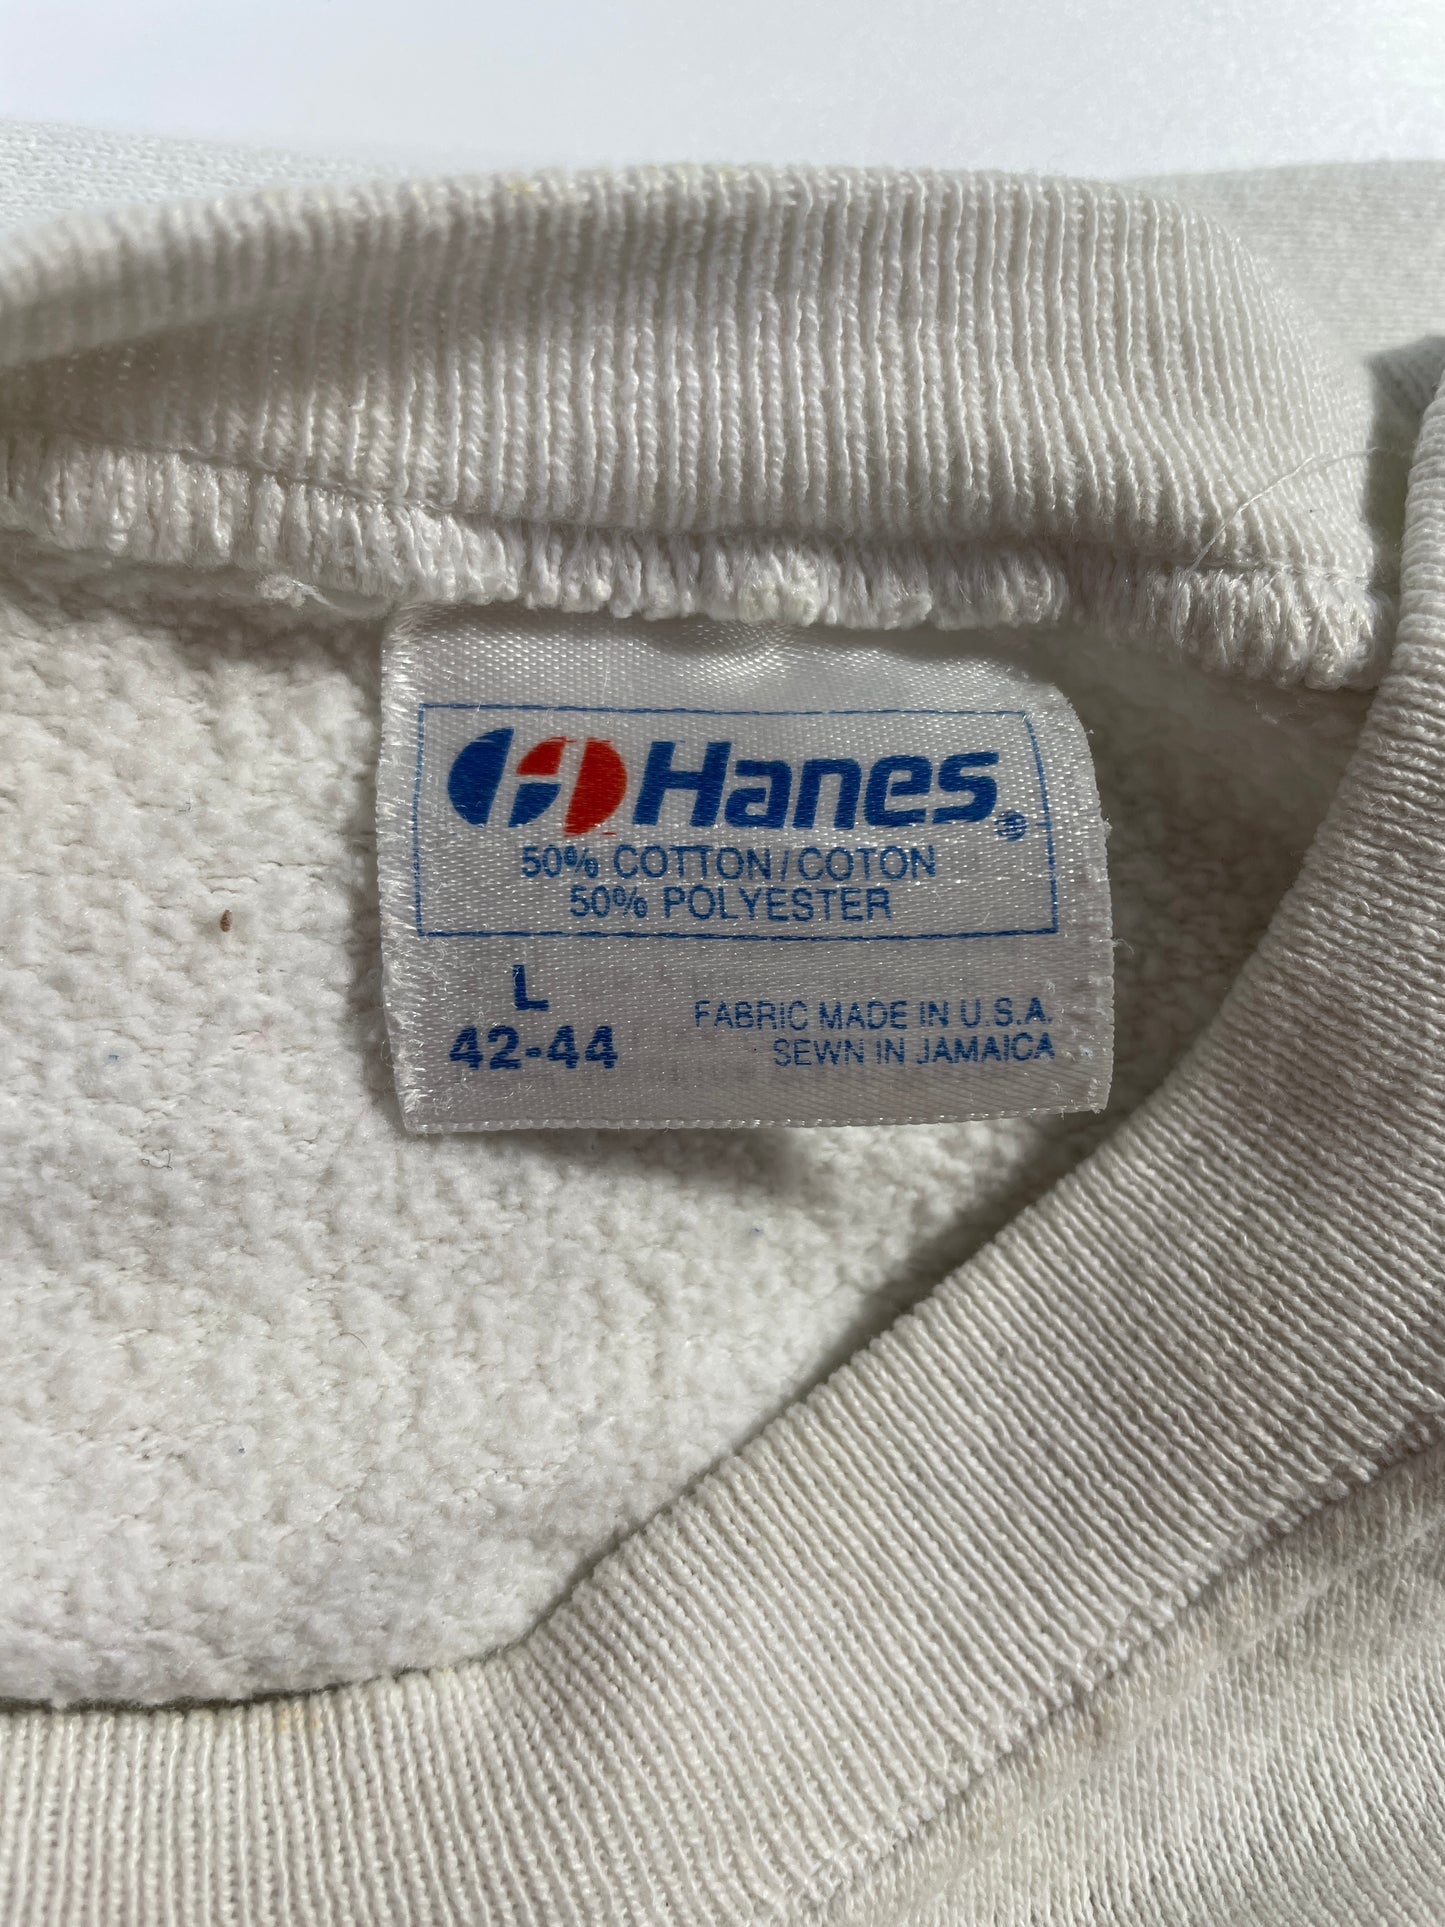 Hanes®
50% COTTON/COTON
50% POLYESTER
L
42-44
FABRIC MADE IN U.S.A.
SEWN IN JAMAICA